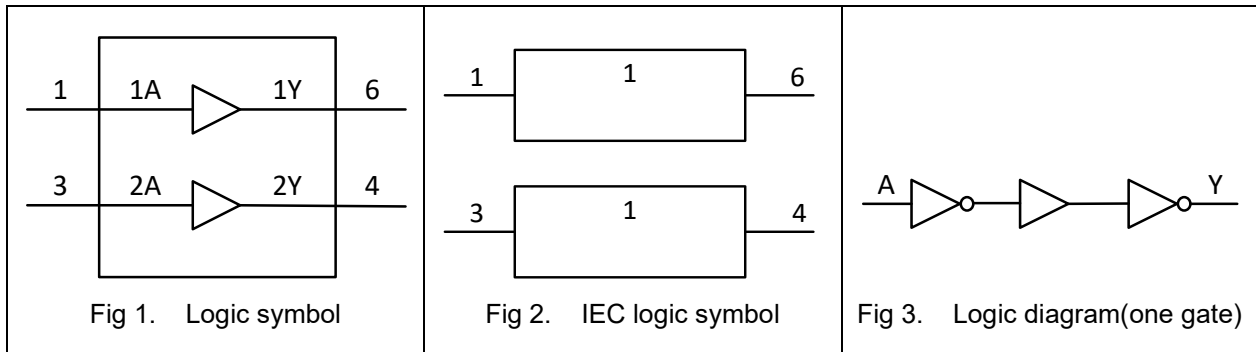 1 1A 1Y 6
3 2A 2Y 4
Fig 1. Logic symbol
1 1 6
3 1 4
Fig 2. IEC logic symbol
A Y
Fig 3. Logic diagram(one gate)